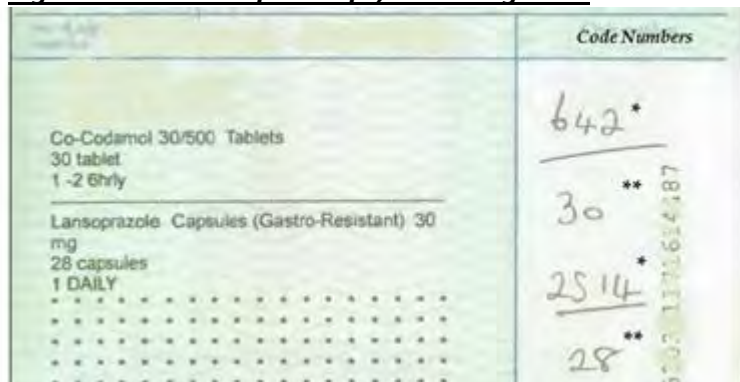 Code Numbers
Co-Codamol 30/500 Tablets
30 tablet
1 -2 6hrly
Lansoprazole Capsules (Gastro-Resistant) 30
mg
28 capsules
1 DAILY
642*
30 **
2514*
28 **